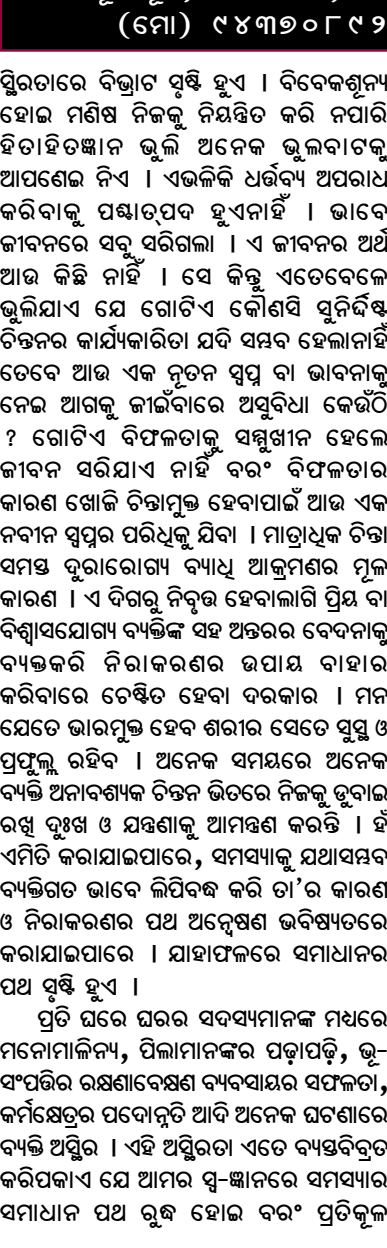 (ମୋ) ୯୪୩୭୦୮୯୨
ସ୍ଥିରତାରେ ବିଭ୍ରାଟ ସୃଷ୍ଟି ହୁଏ । ବିବେକଶୂନ୍ୟ
ହୋଇ ମଣିଷ ନିଜକୁ ନିୟନ୍ତ୍ରିତ କରି ନପାରି
ହିତାହିତଜ୍ଞାନ ଭୁଲି ଅନେକ ଭୁଲବାଟକୁ
ଆପଣେଇ ନିଏ । ଏଭଳିକି ଧର୍ତ୍ତବ୍ୟ ଅପରାଧ
କରିବାକୁ ପଶ୍ଚାତ୍‌ପଦ ହୁଏନାହିଁ । ଭାବେ
ଜୀବନରେ ସବୁ ସରିଗଲା । ଏ ଜୀବନର ଅର୍ଥ
ଆଉ କିଛି ନାହିଁ । ସେ କିନ୍ତୁ ଏତେବେଳେ
ଭୁଲିଯାଏ ଯେ ଗୋଟିଏ କୌଣସି ସୁନିର୍ଦ୍ଦିଷ୍ଟ
ଚିନ୍ତନର କାର୍ଯ୍ୟକାରିତା ଯଦି ସମ୍ଭବ ହେଲାନାହିଁ
ତେବେ ଆଉ ଏକ ନୂତନ ସ୍ୱପ୍ନ ବା ଭାବନାକୁ
ନେଇ ଆଗକୁ ଜୀଇଁବାରେ ଅସୁବିଧା କେଉଁଠି
? ଗୋଟିଏ ବିଫଳତାକୁ ସମ୍ମୁଖୀନ ହେଲେ
ଜୀବନ ସରିଯାଏ ନାହିଁ ବରଂ ବିଫଳତାର
କାରଣ ଖୋଜି ଚିନ୍ତାମୁକ୍ତ ହେବାପାଇଁ ଆଉ ଏକ
ନବୀନ ସ୍ୱପ୍ନର ପରିଧିକୁ ଯିବା । ମାତ୍ରାଧିକ ଚିନ୍ତା
ସମସ୍ତ ଦୁରାରୋଗ୍ୟ ବ୍ୟାଧି ଆକ୍ରମଣର ମୂଳ
କାରଣ । ଏ ଦିଗରୁ ନିବୃତ୍ତ ହେବାଲାଗି ପ୍ରିୟ ବା
ବିଶ୍ୱାସଯୋଗ୍ୟ ବ୍ୟକ୍ତିଙ୍କ ସହ ଅନ୍ତରର ବେଦନାକୁ
ବ୍ୟକ୍ତକରି ନିରାକରଣର ଉପାୟ ବାହାର
କରିବାରେ ଚେଷ୍ଟିତ ହେବା ଦରକାର । ମନ
ଯେତେ ଭାରମୁକ୍ତ ହେବ ଶରୀର ସେତେ ସୁସ୍ଥ ଓ
ପ୍ରଫୁଲ୍ଲ ରହିବ । ଅନେକ ସମୟରେ ଅନେକ
ବ୍ୟକ୍ତି ଅନାବଶ୍ୟକ ଚିନ୍ତନ ଭିତରେ ନିଜକୁ ଡୁବାଇ
ରଖି ଦୁଃଖ ଓ ଯନ୍ତ୍ରଣାକୁ ଆମନ୍ତ୍ରଣ କରନ୍ତି । ହଁ
ଏମିତି କରାଯାଇପାରେ, ସମସ୍ୟାକୁ ଯଥାସମ୍ଭବ
ବ୍ୟକ୍ତିଗତ ଭାବେ ଲିପିବଦ୍ଧ କରି ତା’ର କାରଣ
ଓ ନିରାକରଣର ପଥ ଅନ୍ୱେଷଣ ଭବିଷ୍ୟତରେ
କରାଯାଇପାରେ । ଯାହାଫଳରେ ସମାଧାନର
ପଥ ସୃଷ୍ଟି ହୁଏ ।
ପ୍ରତି ଘରେ ଘରର ସଦସ୍ୟମାନଙ୍କ ମଧ୍ୟରେ
ମନୋମାଳିନ୍ୟ, ପିଲାମାନଙ୍କର ପଢ଼ାପଢ଼ି, ଭୂ-
ସଂପତ୍ତିର ରକ୍ଷଣାବେକ୍ଷଣ ବ୍ୟବସାୟର ସଫଳତା,
କର୍ମକ୍ଷେତ୍ରର ପଦୋନ୍ନତି ଆଦି ଅନେକ ଘଟଣାରେ
ବ୍ୟକ୍ତି ଅସ୍ଥିର । ଏହି ଅସ୍ଥିରତା ଏତେ ବ୍ୟସ୍ତବିବ୍ରତ
କରିପକାଏ ଯେ ଆମର ସ୍ୱ-ଜ୍ଞାନରେ ସମସ୍ୟାର
ସମାଧାନ ପଥ ରୁଦ୍ଧ ହୋଇ ବରଂ ପ୍ରତିକୂଳ